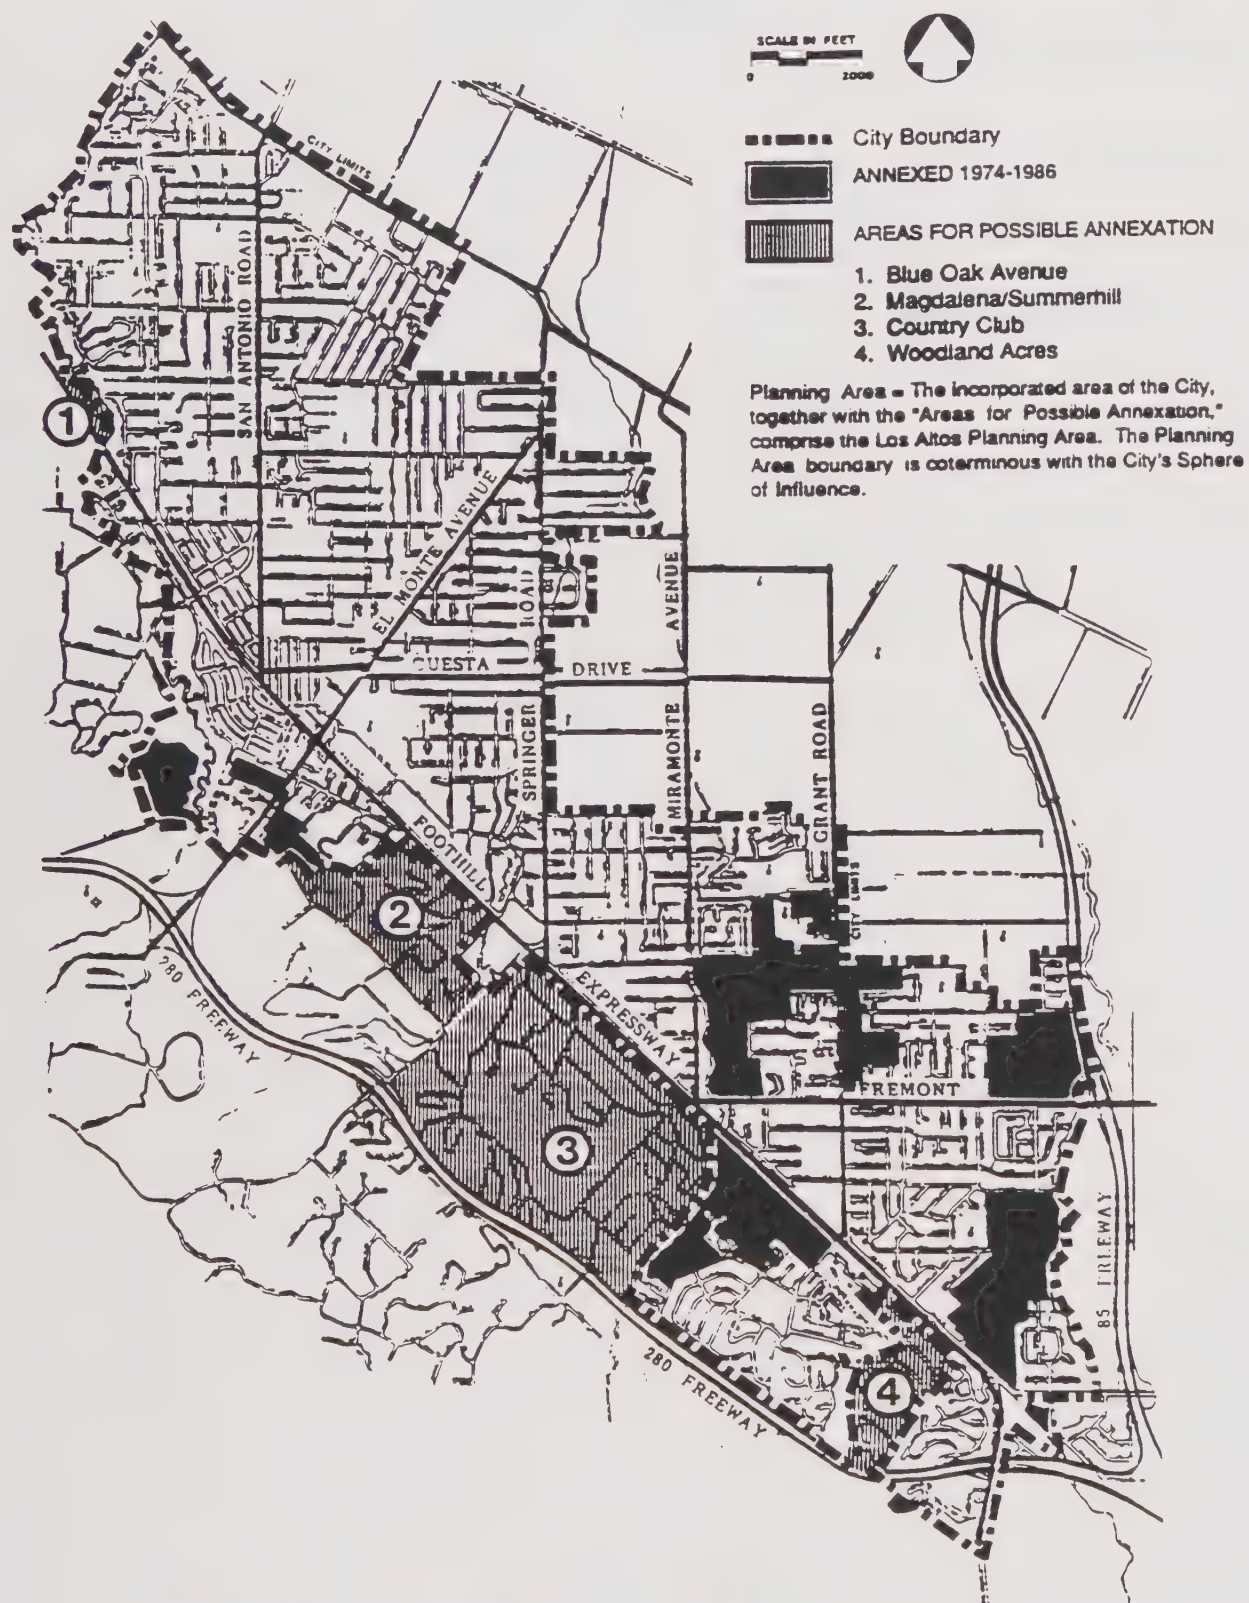 SCALE IN FEET
0 2000
City Boundary
ANNEXED 1974-1986
AREAS FOR POSSIBLE ANNEXATION
1. Blue Oak Avenue
2. Magdalena/Summerhill
3. Country Club
4. Woodland Acres
Planning Area = The incorporated area of the City,
together with the "Areas for Possible Annexation,"
comprise the Los Altos Planning Area. The Planning
Area boundary is coterminous with the City's Sphere
of Influence.
CITY LIMITS
SAN ANTONIO ROAD
1
EL MONTE AVENUE
SPRINGER ROAD
MIRAMONTE AVENUE
CUESTA DRIVE
GRANT ROAD
CITY LIMITS
FOOTHILL EXPRESSWAY
2
280 FREEWAY
FREMONT
3
85 FREEWAY
280 FREEWAY
4